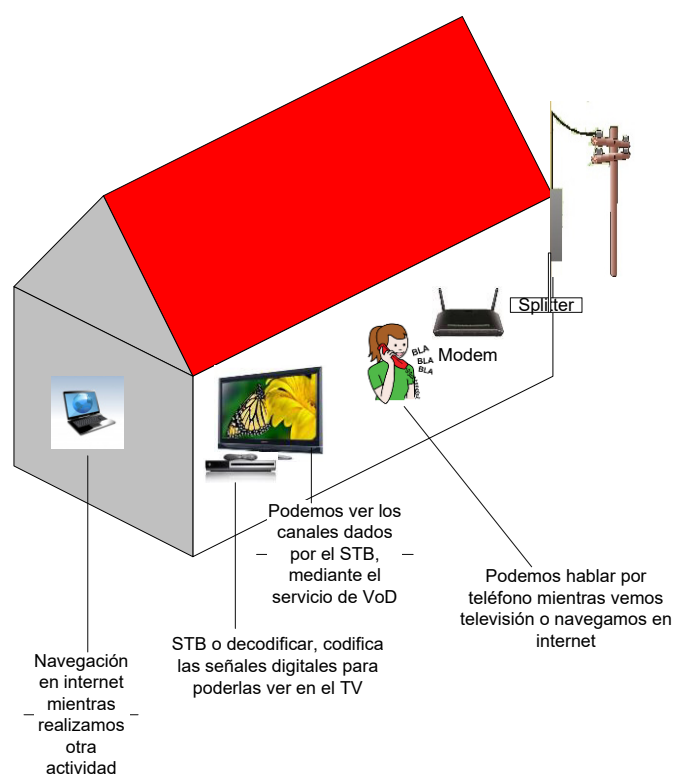 Splitter
Modem
BLA
BLA
BLA
Podemos ver los
canales dados
por el STB,
mediante el
servicio de VoD
Podemos hablar por
teléfono mientras vemos
televisión o navegamos en
internet
STB o decodificar, codifica
las señales digitales para
poderlas ver en el TV
Navegación
en internet
mientras
realizamos
otra
actividad